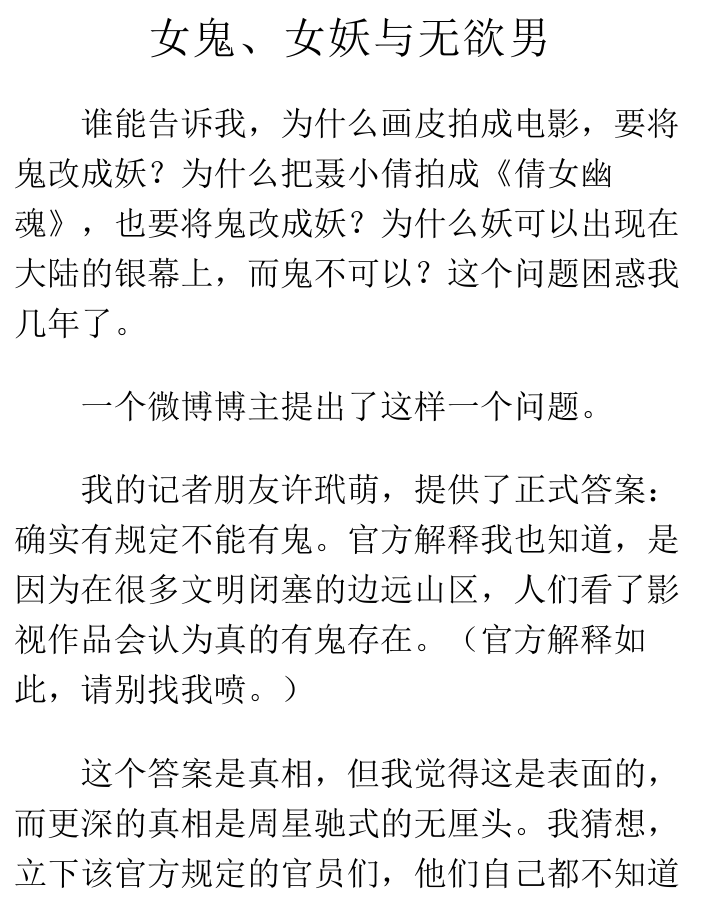 女鬼、女妖与无欲男
谁能告诉我，为什么画皮拍成电影，要将
鬼改成妖？为什么把聂小倩拍成《倩女幽
魂》，也要将鬼改成妖？为什么妖可以出现在
大陆的银幕上，而鬼不可以？这个问题困惑我
几年了。
一个微博博主提出了这样一个问题。
我的记者朋友许玳萌，提供了正式答案：
确实有规定不能有鬼。官方解释我也知道，是
因为在很多文明闭塞的边远山区，人们看了影
视作品会认为真的有鬼存在。（官方解释如
此，请别找我喷。）
这个答案是真相，但我觉得这是表面的，
而更深的真相是周星驰式的无厘头。我猜想，
立下该官方规定的官员们，他们自己都不知道